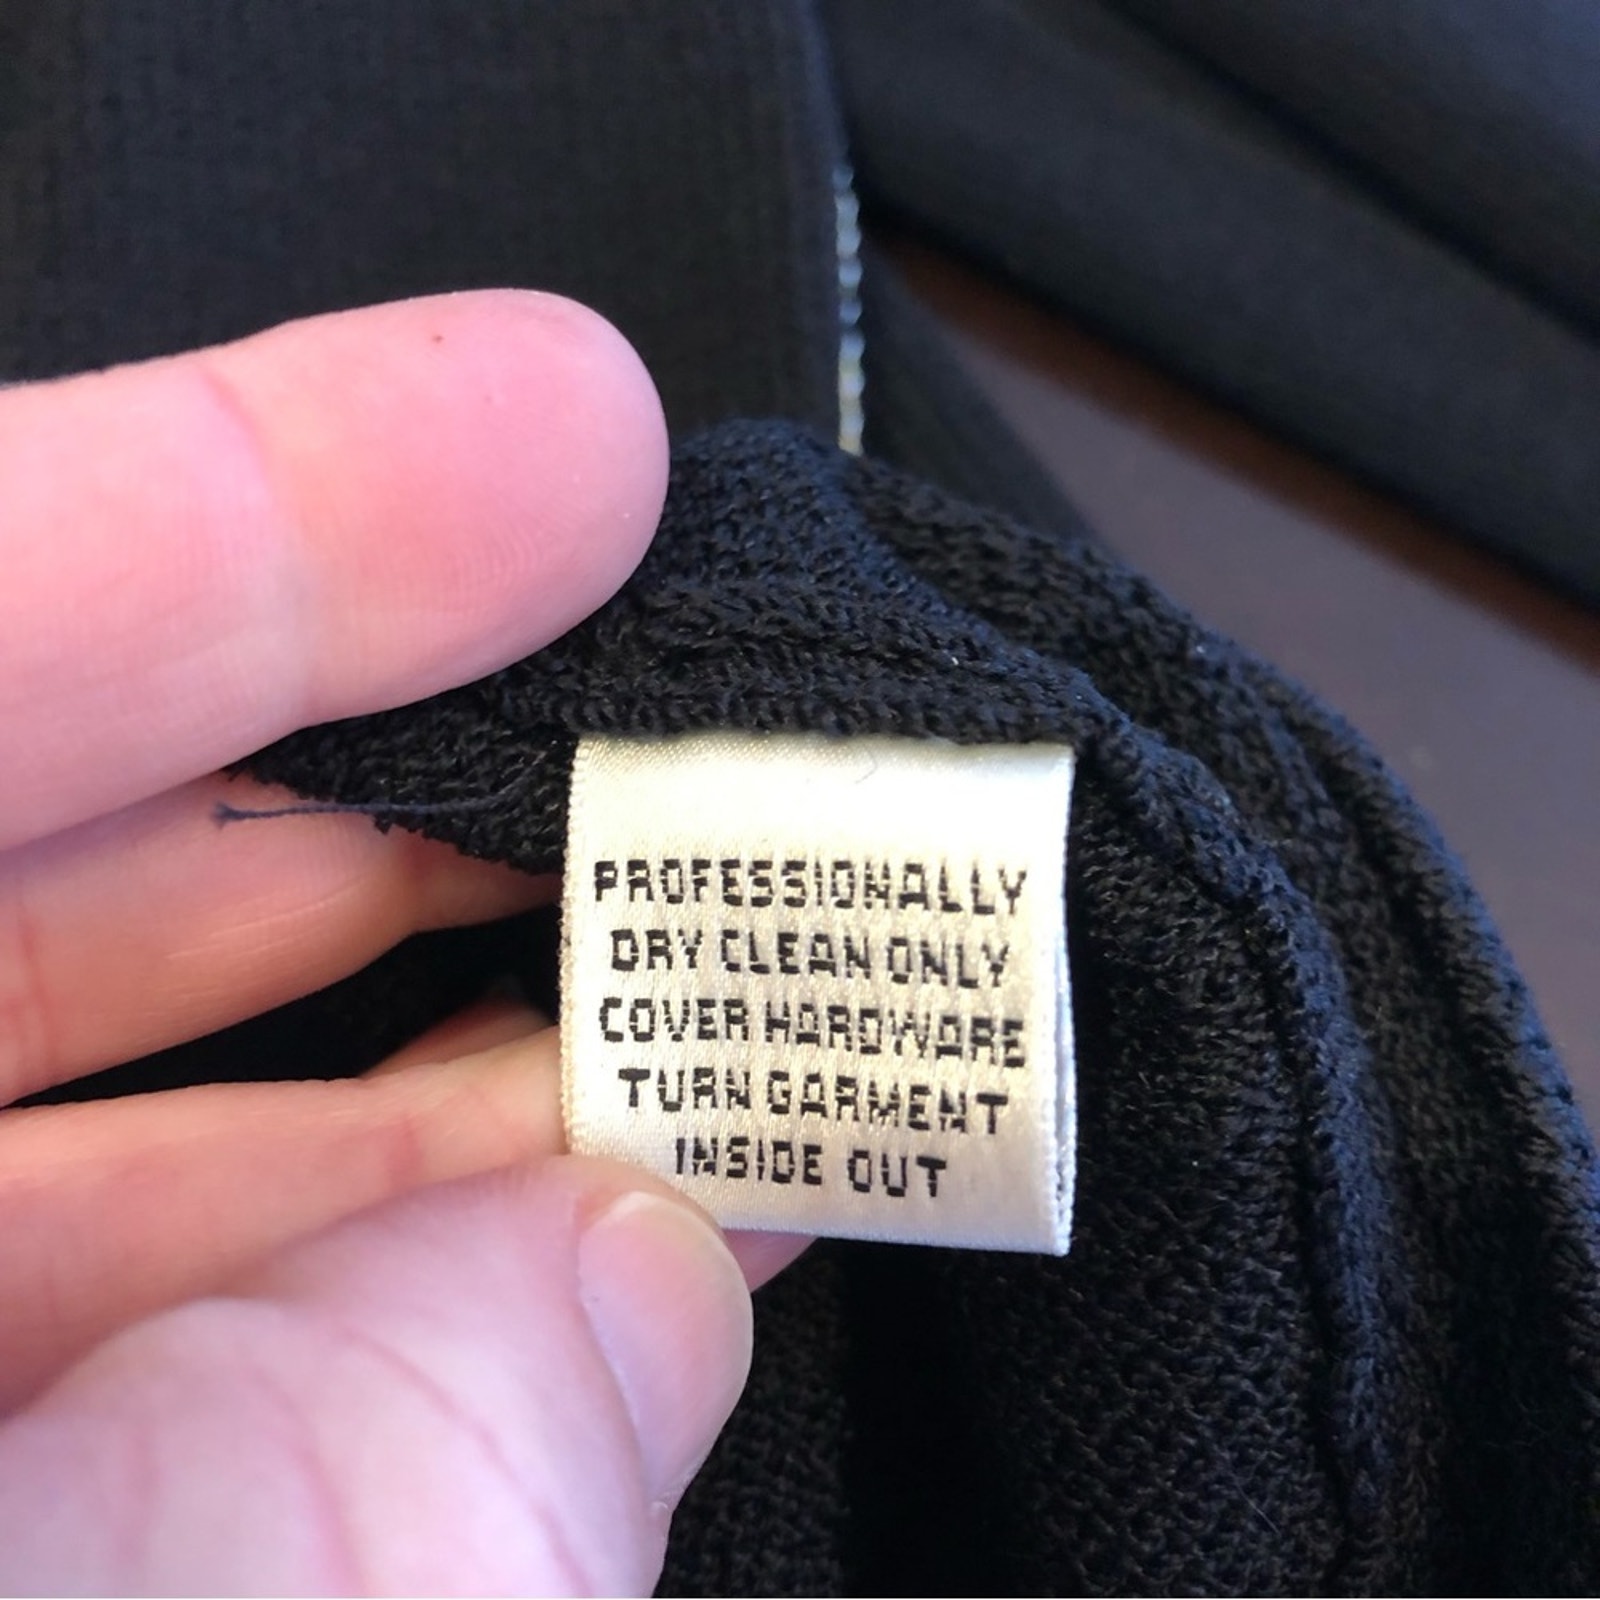 PROFESSIONALLY
DRY CLEAN ONLY
COVER HARDWARE
TURN GARMENT
INSIDE OUT